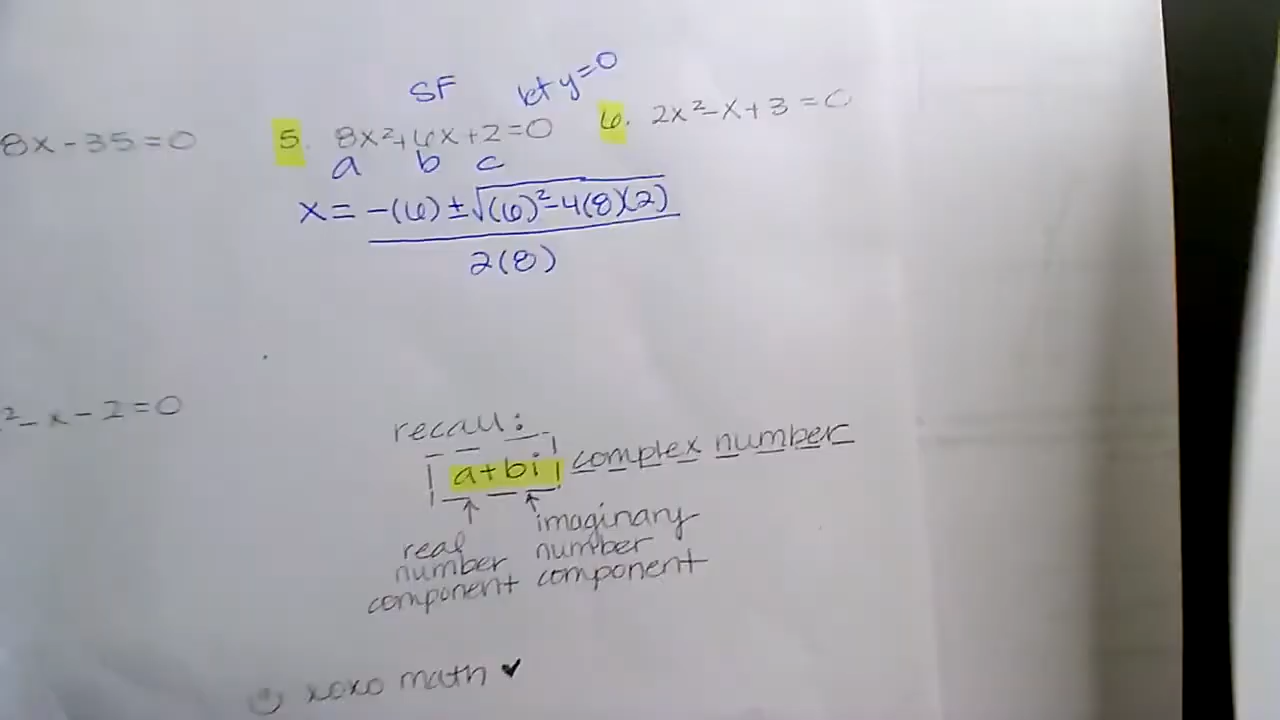 SF let y=0
8x-35=0
5. 8x²+6x+2=0
6. 2x²-x+3=0
a b c
x = -(6) ± √(6)²-4(8)(2)
2(8)
²-x-2=0
recall:
a+bi complex number
real number component
imaginary number component
xoxo math ♥